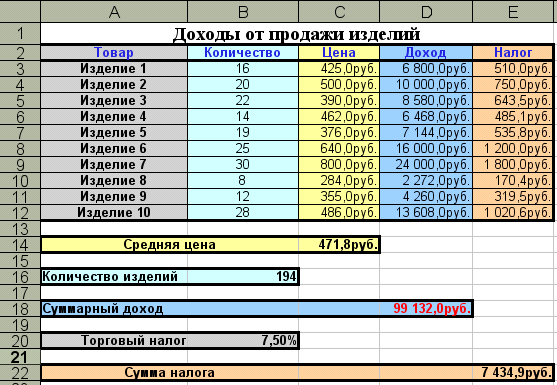 A B C D E
1 Доходы от продажи изделий
2 Товар Количество Цена Доход Налог
3 Изделие 1 16 425,0руб. 6 800,0руб. 510,0руб.
4 Изделие 2 20 500,0руб. 10 000,0руб. 750,0руб.
5 Изделие 3 22 390,0руб. 8 580,0руб. 643,5руб.
6 Изделие 4 14 462,0руб. 6 468,0руб. 485,1руб.
7 Изделие 5 19 376,0руб. 7 144,0руб. 535,8руб.
8 Изделие 6 25 640,0руб. 16 000,0руб. 1 200,0руб.
9 Изделие 7 30 800,0руб. 24 000,0руб. 1 800,0руб.
10 Изделие 8 8 284,0руб. 2 272,0руб. 170,4руб.
11 Изделие 9 12 355,0руб. 4 260,0руб. 319,5руб.
12 Изделие 10 28 486,0руб. 13 608,0руб. 1 020,6руб.
13
14 Средняя цена 471,8руб.
15
16 Количество изделий 194
17
18 Суммарный доход 99 132,0руб.
19
20 Торговый налог 7,50%
21
22 Сумма налога 7 434,9руб.